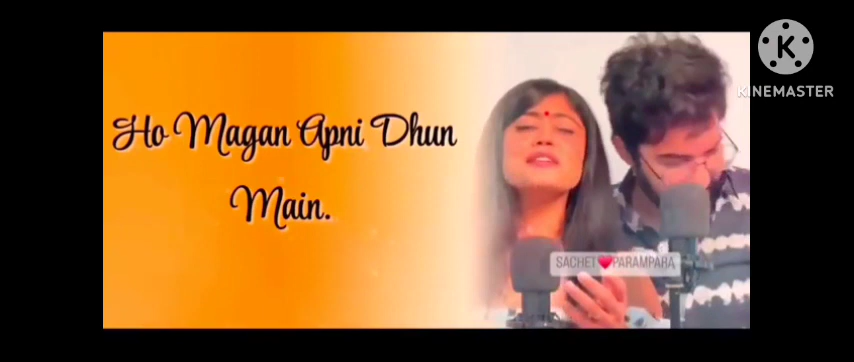 Ho Magan Apni Dhun
Main.
SACHET❤PARAMPARA
K
KINEMASTER